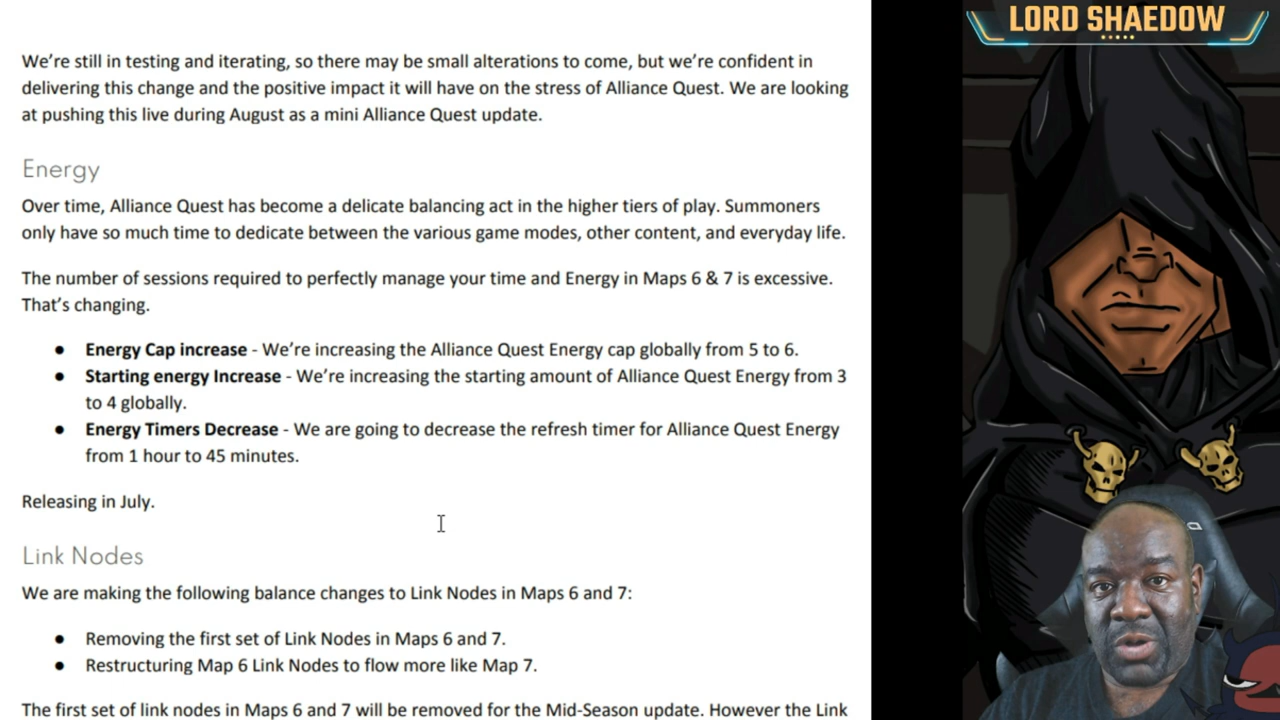 LORD SHAEDOW
We’re still in testing and iterating, so there may be small alterations to come, but we’re confident in
delivering this change and the positive impact it will have on the stress of Alliance Quest. We are looking
at pushing this live during August as a mini Alliance Quest update.
Energy
Over time, Alliance Quest has become a delicate balancing act in the higher tiers of play. Summoners
only have so much time to dedicate between the various game modes, other content, and everyday life.
The number of sessions required to perfectly manage your time and Energy in Maps 6 & 7 is excessive.
That’s changing.
● Energy Cap increase - We’re increasing the Alliance Quest Energy cap globally from 5 to 6.
● Starting energy Increase - We’re increasing the starting amount of Alliance Quest Energy from 3
to 4 globally.
● Energy Timers Decrease - We are going to decrease the refresh timer for Alliance Quest Energy
from 1 hour to 45 minutes.
Releasing in July.
Link Nodes
We are making the following balance changes to Link Nodes in Maps 6 and 7:
● Removing the first set of Link Nodes in Maps 6 and 7.
● Restructuring Map 6 Link Nodes to flow more like Map 7.
The first set of link nodes in Maps 6 and 7 will be removed for the Mid-Season update. However the Link